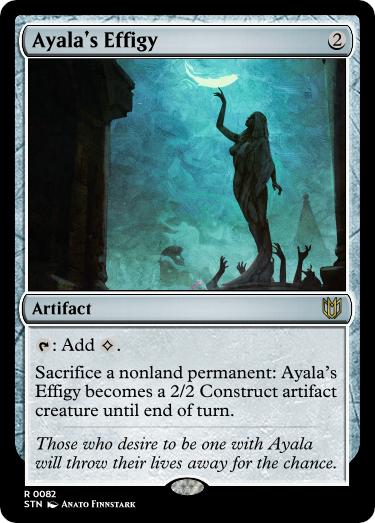 Ayala's Effigy 2
Artifact
: Add .
Sacrifice a nonland permanent: Ayala's
Effigy becomes a 2/2 Construct artifact
creature until end of turn.
Those who desire to be one with Ayala
will throw their lives away for the chance.
R 0082
STN Anato Finnstark